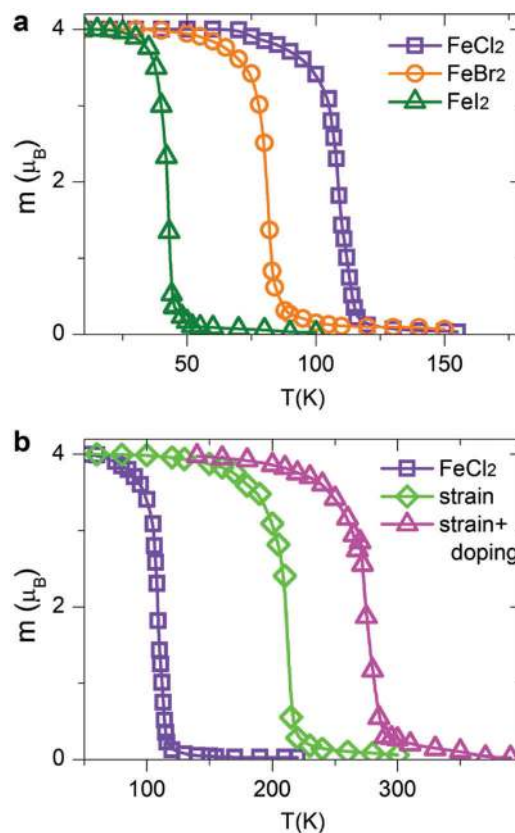 a
4
2
0
m (μB)
FeCl2
FeBr2
FeI2
50
100
150
T(K)
b
4
2
0
m (μB)
FeCl2
strain
strain+
doping
100
200
300
T(K)